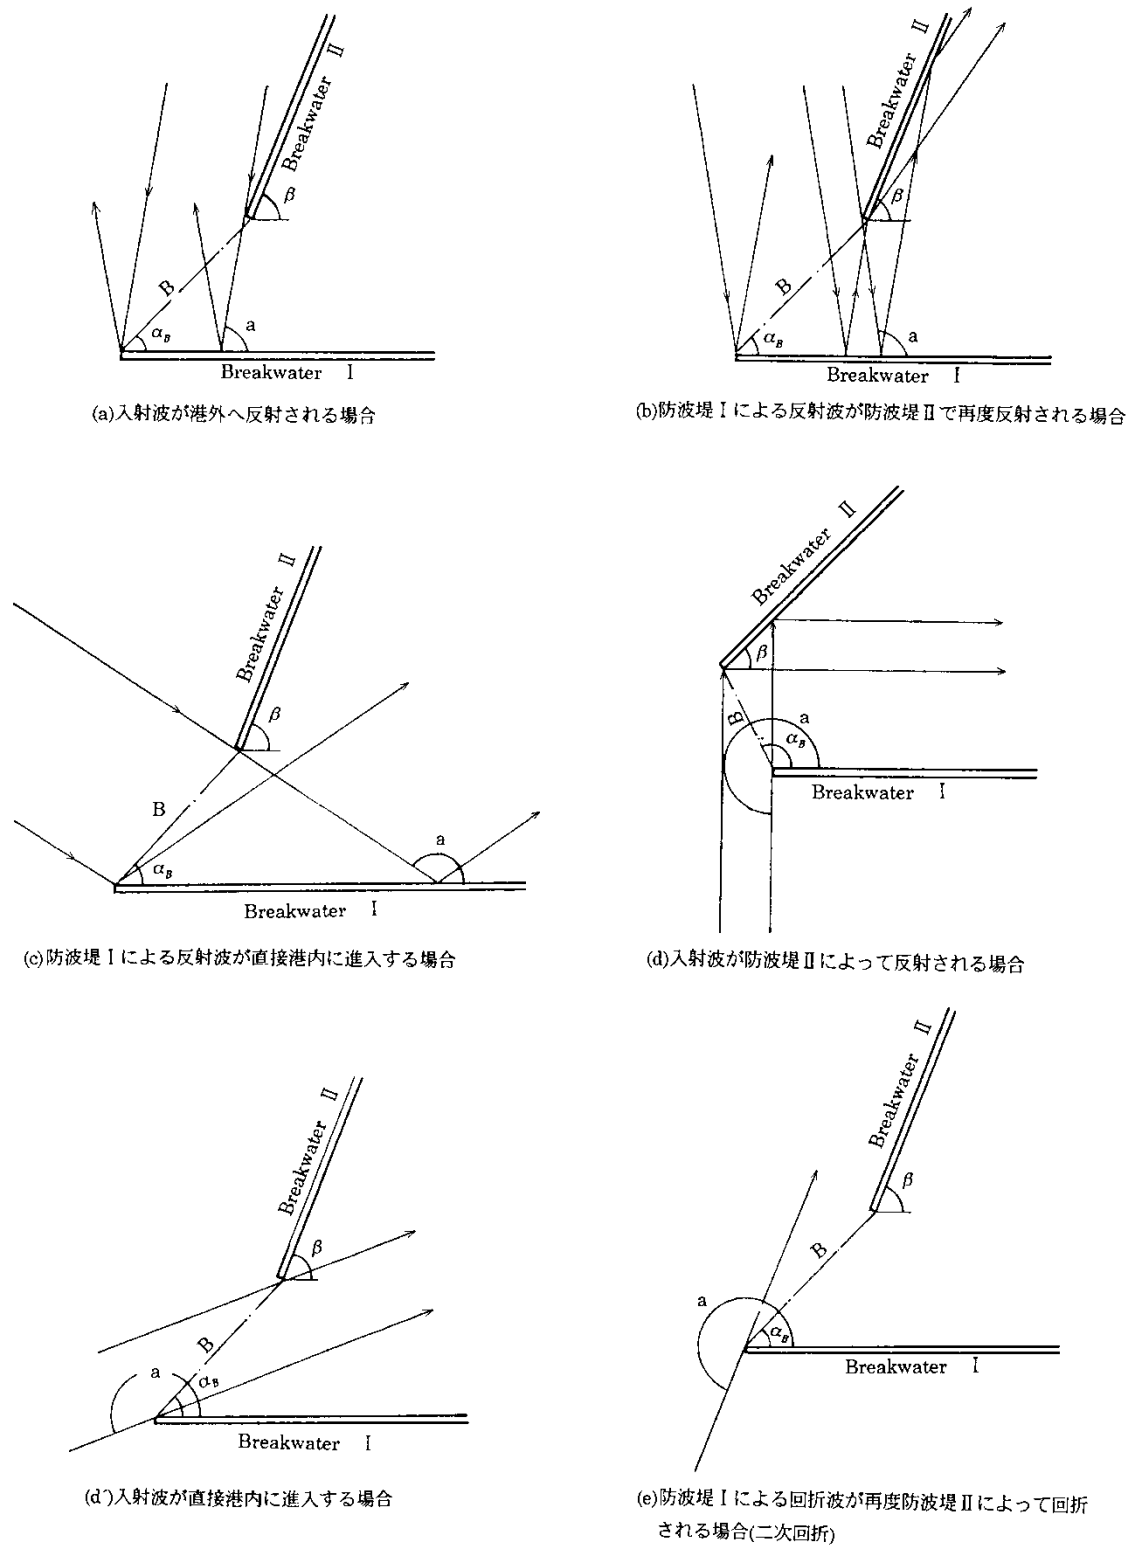 Breakwater Ⅱ
β
B
α_B
a
Breakwater Ⅰ
(a)入射波が港外へ反射される場合
Breakwater Ⅱ
β
B
α_B
a
Breakwater Ⅰ
(b)防波堤Ⅰによる反射波が防波堤Ⅱで再度反射される場合
Breakwater Ⅱ
β
B
α_B
a
Breakwater Ⅰ
(c)防波堤Ⅰによる反射波が直接港内に進入する場合
Breakwater Ⅱ
β
B
a
α_B
Breakwater Ⅰ
(d)入射波が防波堤Ⅱによって反射される場合
Breakwater Ⅱ
β
B
a
α_B
Breakwater Ⅰ
(d´)入射波が直接港内に進入する場合
Breakwater Ⅱ
β
B
a
α_B
Breakwater Ⅰ
(e)防波堤Ⅰによる回折波が再度防波堤Ⅱによって回折
される場合(二次回折)